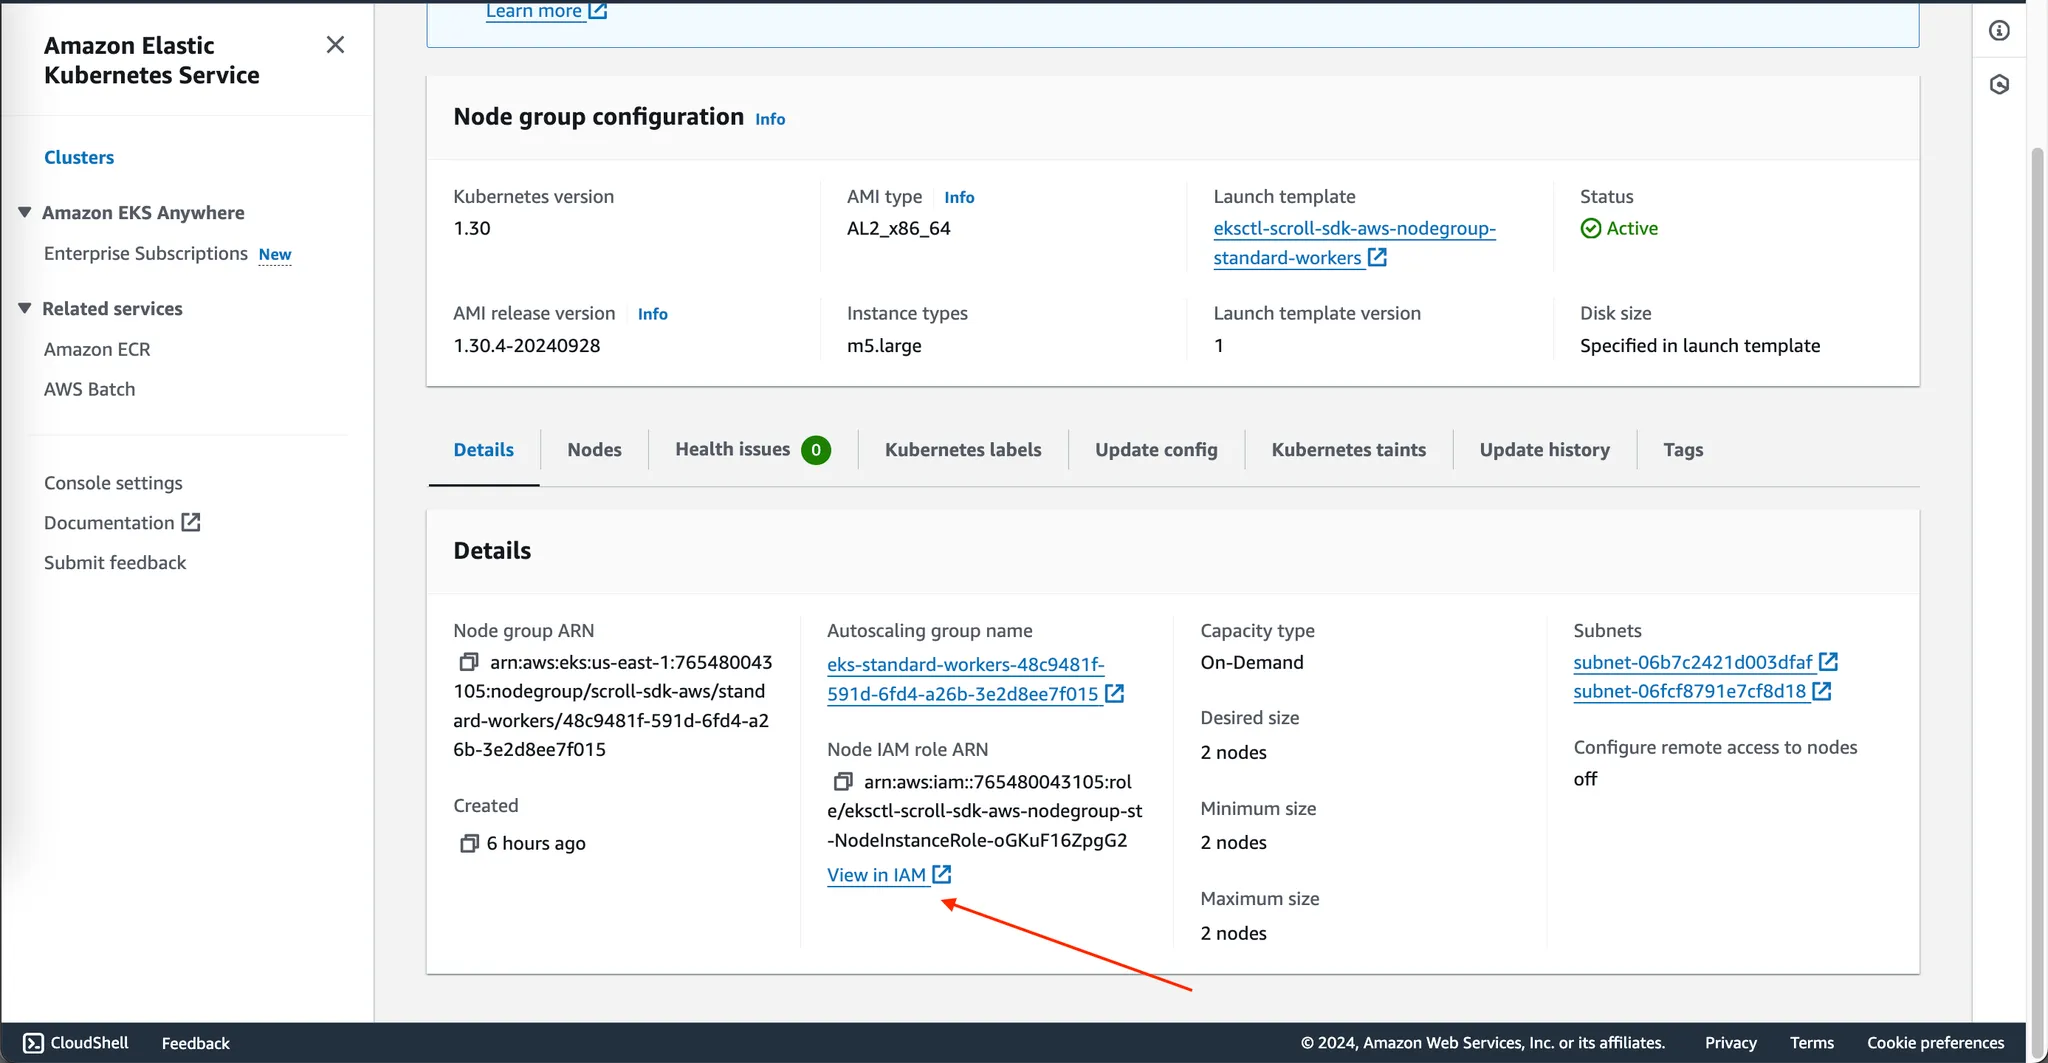 Amazon Elastic
Kubernetes Service
Clusters
Amazon EKS Anywhere
Enterprise Subscriptions New
Related services
Amazon ECR
AWS Batch
Console settings
Documentation
Submit feedback
Learn more
Node group configuration Info
Kubernetes version
1.30
AMI type Info
AL2_x86_64
Launch template
eksctl-scroll-sdk-aws-nodegroup-
standard-workers
Status
Active
AMI release version Info
1.30.4-20240928
Instance types
m5.large
Launch template version
1
Disk size
Specified in launch template
Details Nodes Health issues 0 Kubernetes labels Update config Kubernetes taints Update history Tags
Details
Node group ARN
arn:aws:eks:us-east-1:765480043
105:nodegroup/scroll-sdk-aws/stand
ard-workers/48c9481f-591d-6fd4-a2
6b-3e2d8ee7f015
Created
6 hours ago
Autoscaling group name
eks-standard-workers-48c9481f-
591d-6fd4-a26b-3e2d8ee7f015
Node IAM role ARN
arn:aws:iam::765480043105:rol
e/eksctl-scroll-sdk-aws-nodegroup-st
-NodeInstanceRole-oGKuF16ZpgG2
View in IAM
Capacity type
On-Demand
Desired size
2 nodes
Minimum size
2 nodes
Maximum size
2 nodes
Subnets
subnet-06b7c2421d003dfaf
subnet-06fcf8791e7cf8d18
Configure remote access to nodes
off
CloudShell Feedback © 2024, Amazon Web Services, Inc. or its affiliates. Privacy Terms Cookie preferences